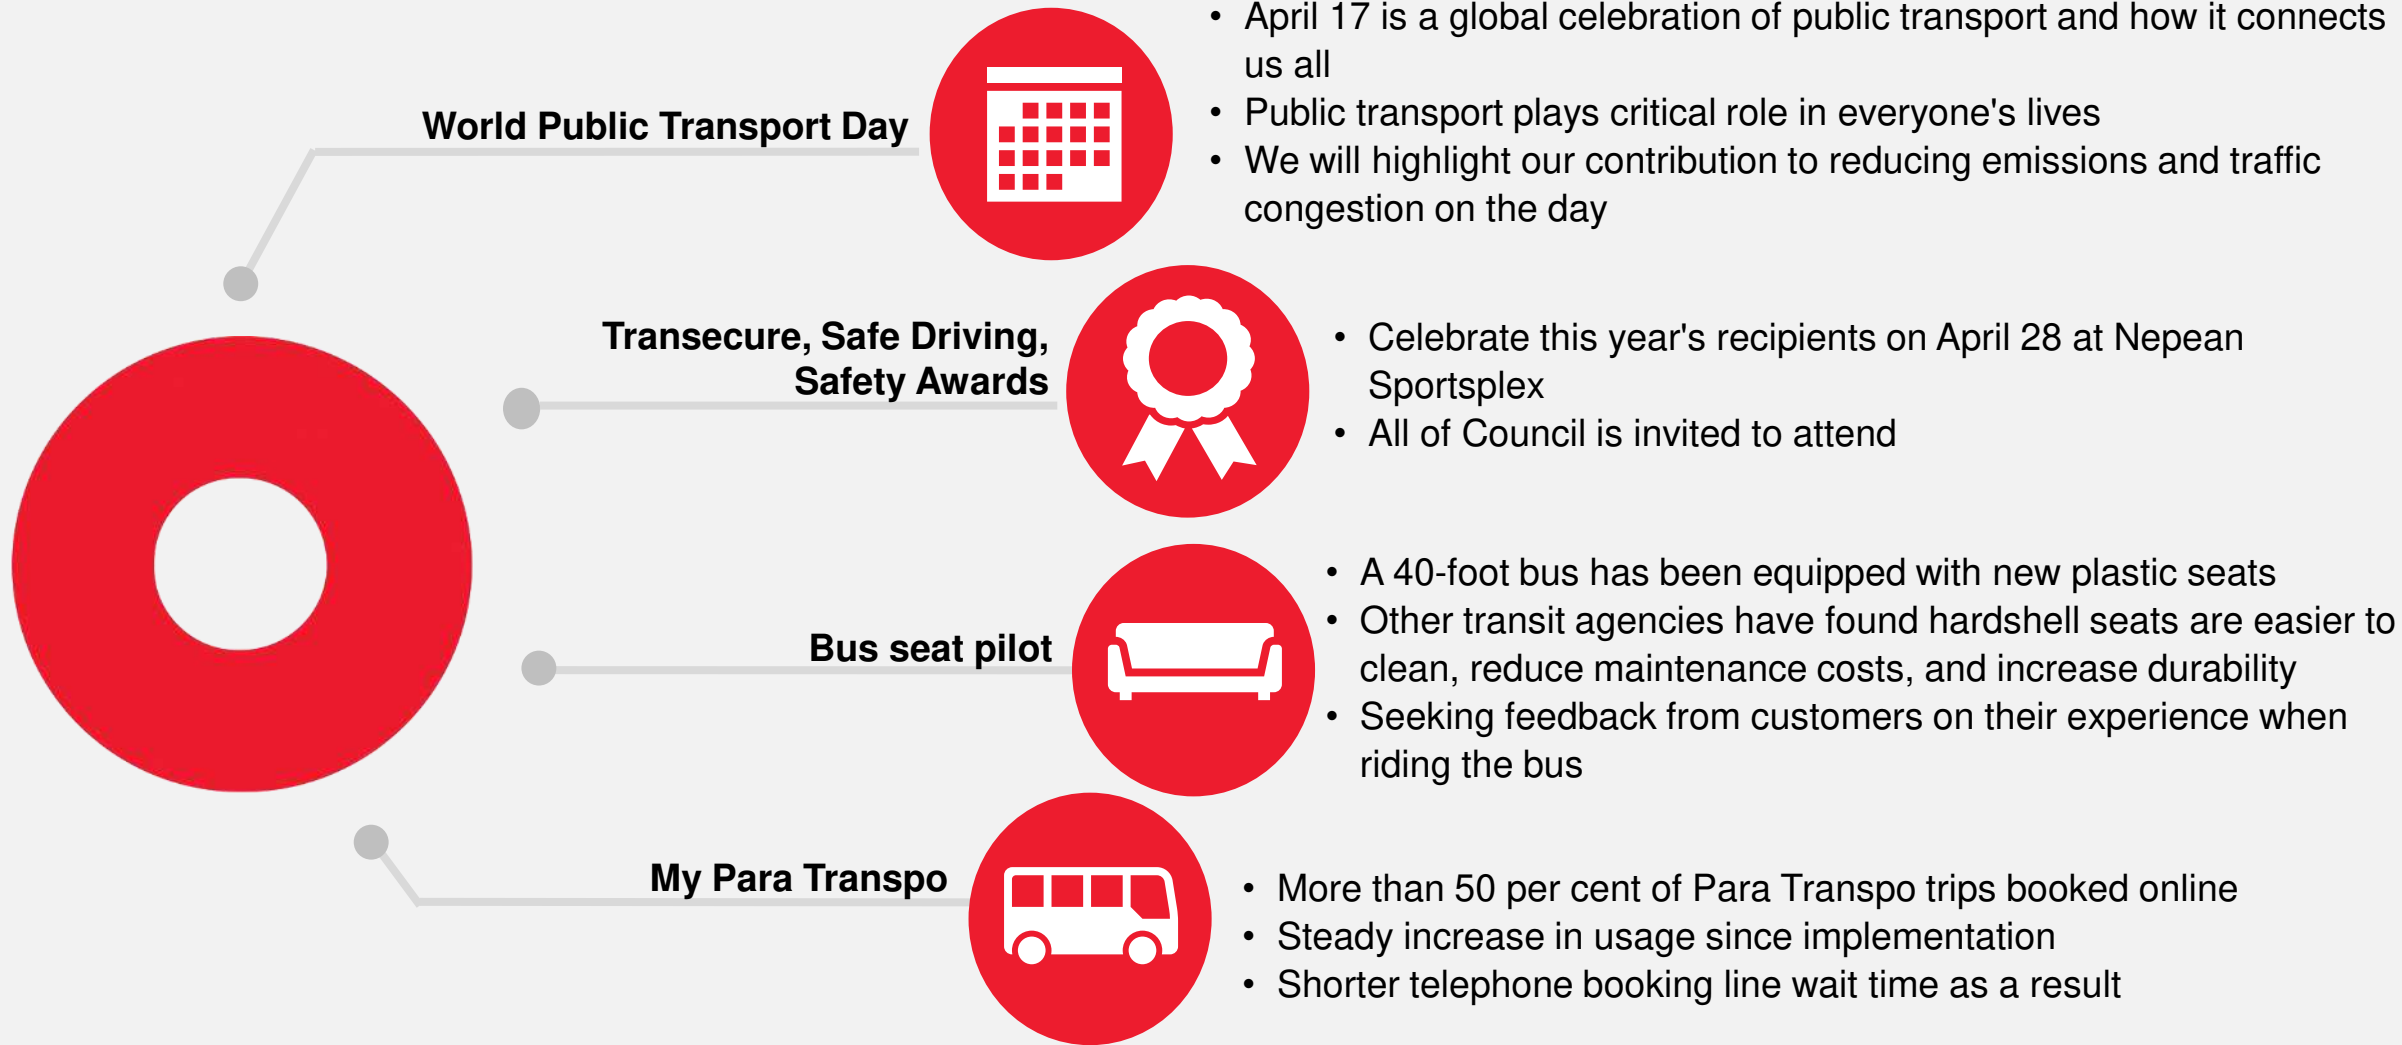 World Public Transport Day
• April 17 is a global celebration of public transport and how it connects
us all
• Public transport plays critical role in everyone's lives
• We will highlight our contribution to reducing emissions and traffic
congestion on the day
Transecure, Safe Driving,
Safety Awards
• Celebrate this year's recipients on April 28 at Nepean
Sportsplex
• All of Council is invited to attend
Bus seat pilot
• A 40-foot bus has been equipped with new plastic seats
• Other transit agencies have found hardshell seats are easier to
clean, reduce maintenance costs, and increase durability
• Seeking feedback from customers on their experience when
riding the bus
My Para Transpo
• More than 50 per cent of Para Transpo trips booked online
• Steady increase in usage since implementation
• Shorter telephone booking line wait time as a result